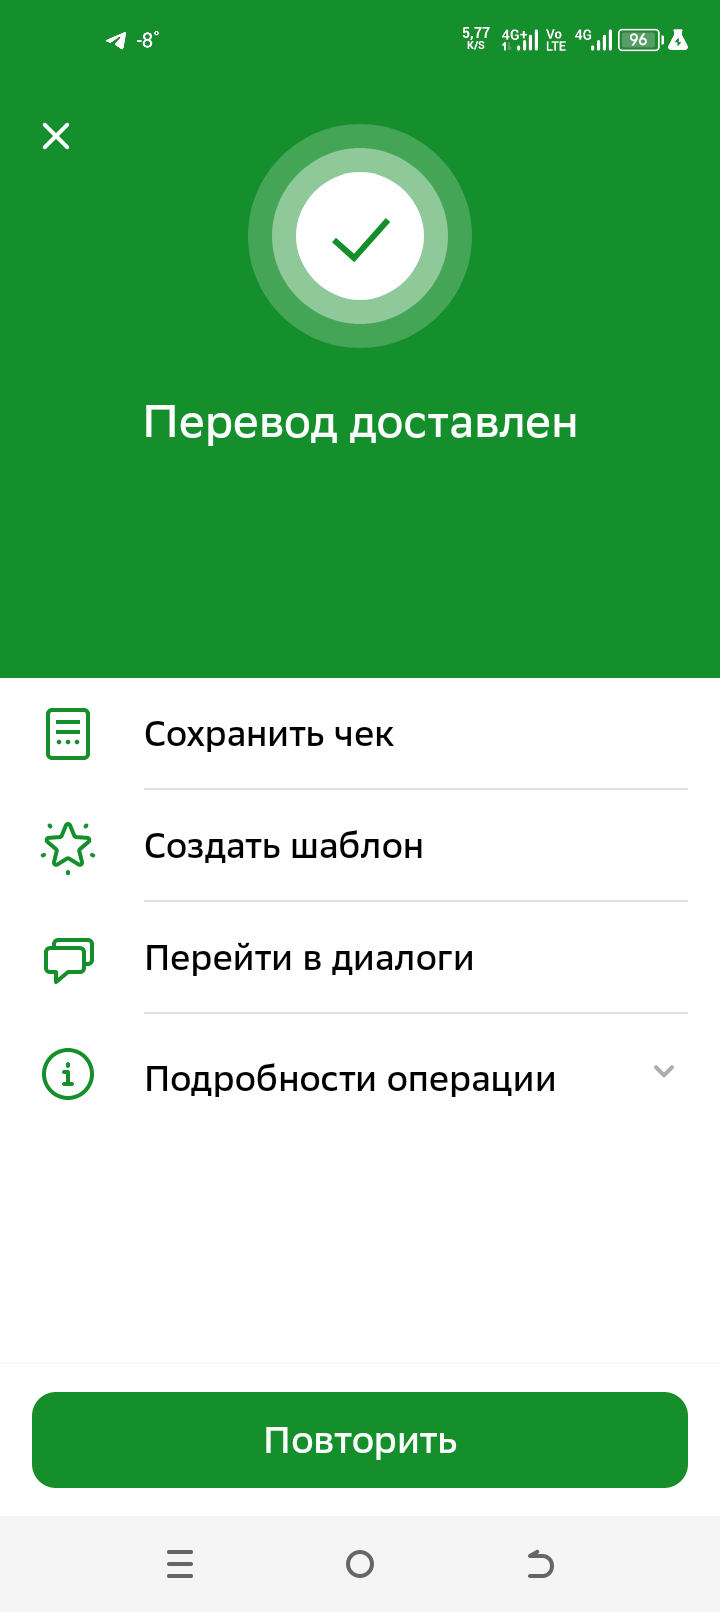 -8° 5,77 K/S 4G+ Vo LTE 4G 96
Перевод доставлен
Сохранить чек
Создать шаблон
Перейти в диалоги
Подробности операции
Повторить